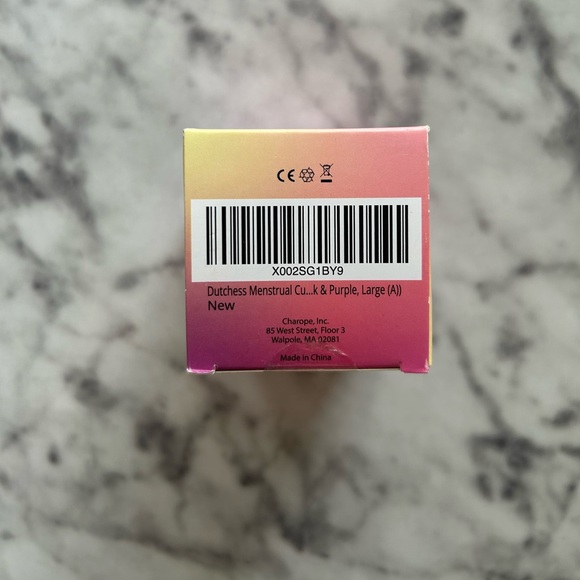 CE
X002SG1BY9
Dutchess Menstrual Cu...k & Purple, Large (A))
New
Charope, Inc.
85 West Street, Floor 3
Walpole, MA 02081
Made in China